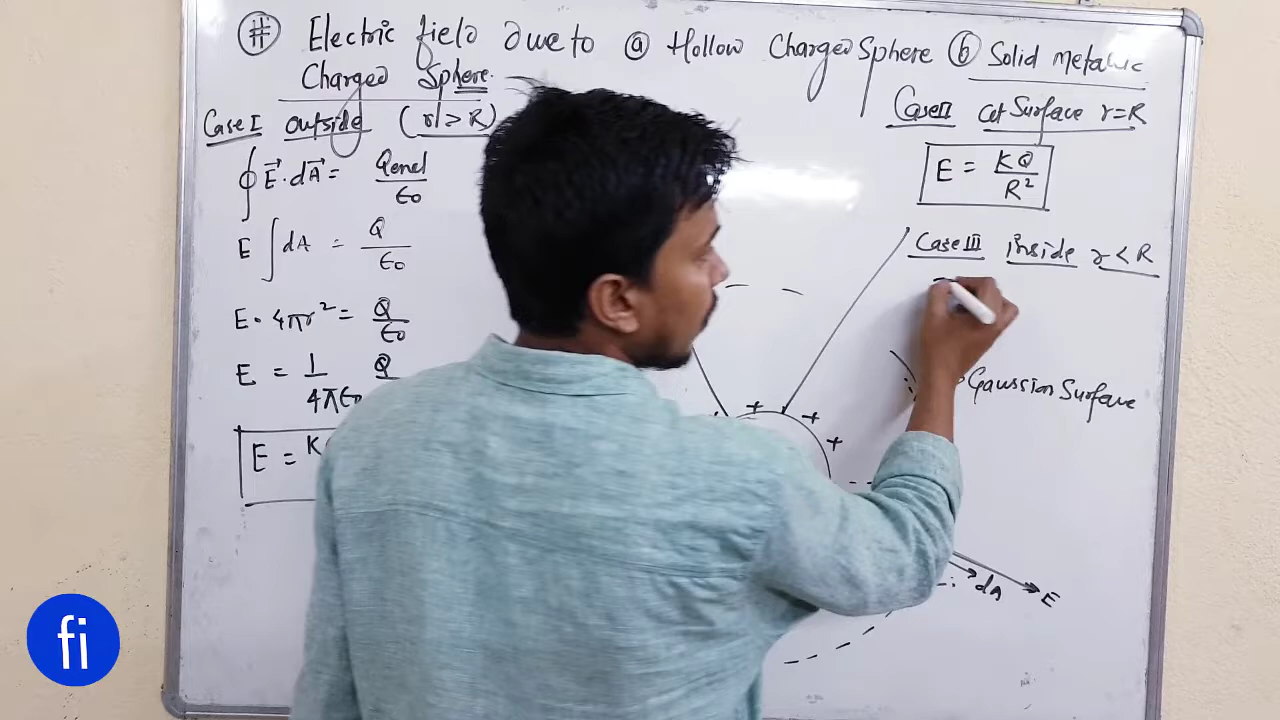 # Electric field Due to ⓐ Hollow Charged Sphere ⓑ Solid Metallic
Charged Sphere.
Case I outside (r > R)
∮ E⃗ · dA⃗ = Qencl / ϵ0
E ∫ dA = Q / ϵ0
E · 4πr² = Q / ϵ0
E = 1 / 4πϵ0 Q
E = K
Case II at Surface r = R
E = KQ / R²
Case III inside r < R
Gaussian Surface
+ + +
dA E
fi